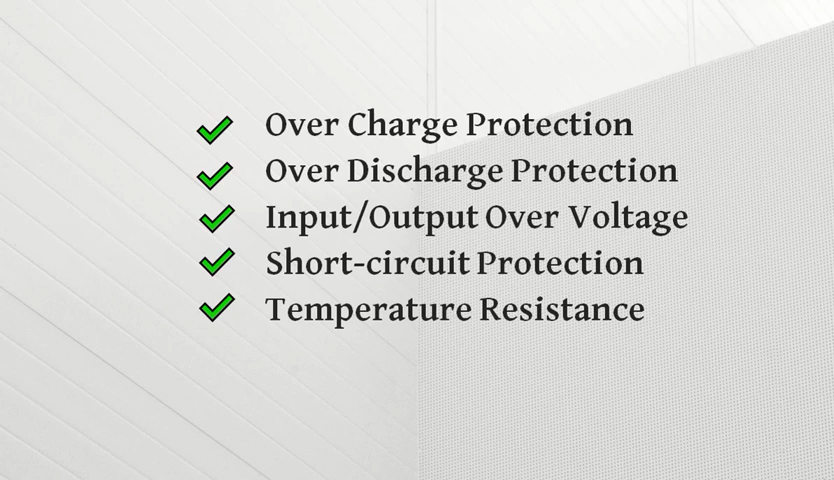 Over Charge Protection
Over Discharge Protection
Input/Output Over Voltage
Short-circuit Protection
Temperature Resistance